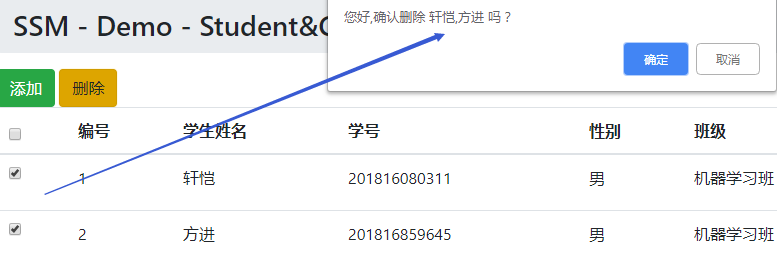 SSM - Demo - Student&
您好,确认删除 轩恺,方进 吗？
确定 取消
添加 删除
编号 学生姓名 学号 性别 班级
1 轩恺 201816080311 男 机器学习班
2 方进 201816859645 男 机器学习班